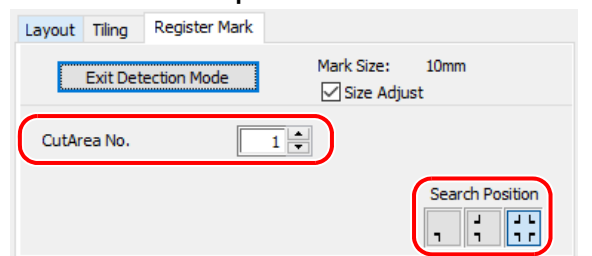 Layout Tiling Register Mark
Exit Detection Mode
Mark Size: 10mm
Size Adjust
CutArea No. 1
Search Position